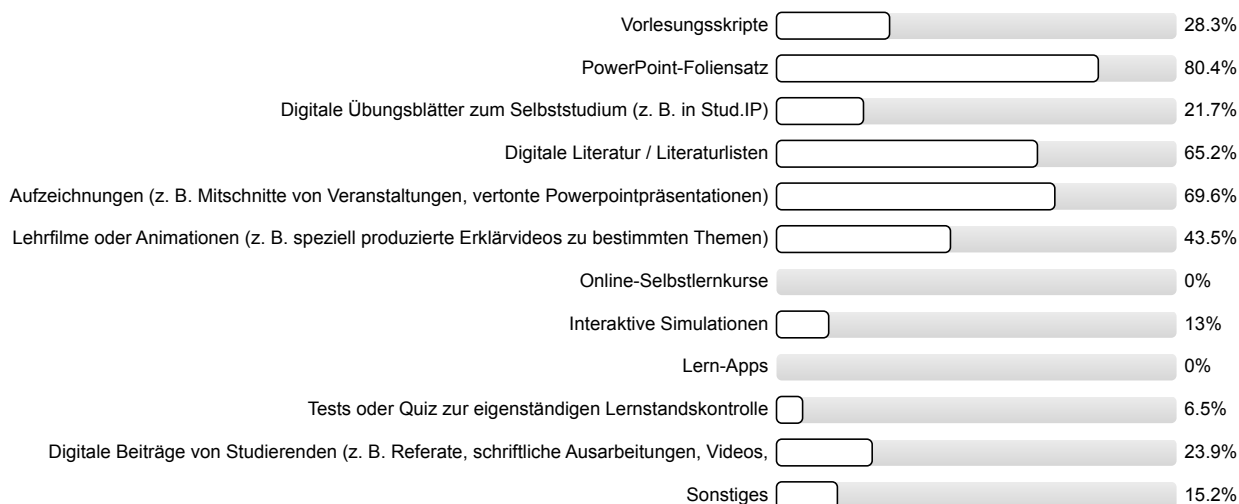 Vorlesungsskripte 28.3%
PowerPoint-Foliensatz 80.4%
Digitale Übungsblätter zum Selbststudium (z. B. in Stud.IP) 21.7%
Digitale Literatur / Literaturlisten 65.2%
Aufzeichnungen (z. B. Mitschnitte von Veranstaltungen, vertonte Powerpointpräsentationen) 69.6%
Lehrfilme oder Animationen (z. B. speziell produzierte Erklärvideos zu bestimmten Themen) 43.5%
Online-Selbstlernkurse 0%
Interaktive Simulationen 13%
Lern-Apps 0%
Tests oder Quiz zur eigenständigen Lernstandskontrolle 6.5%
Digitale Beiträge von Studierenden (z. B. Referate, schriftliche Ausarbeitungen, Videos, 23.9%
Sonstiges 15.2%